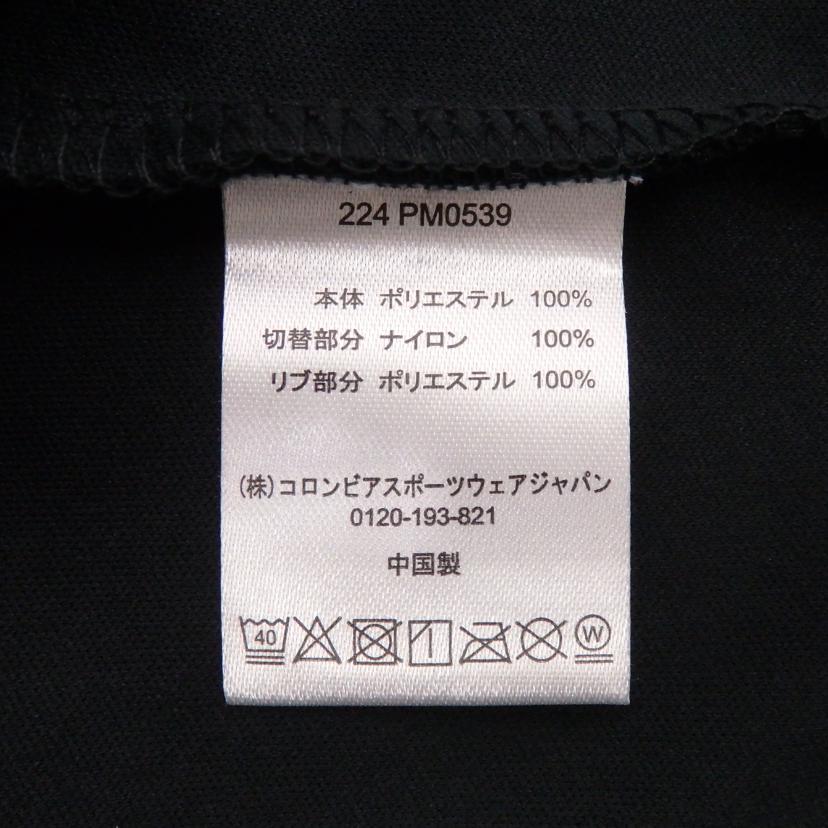 224 PM0539
本体 ポリエステル 100%
切替部分 ナイロン 100%
リブ部分 ポリエステル 100%
(株)コロンビアスポーツウェアジャパン
0120-193-821
中国製
40 W